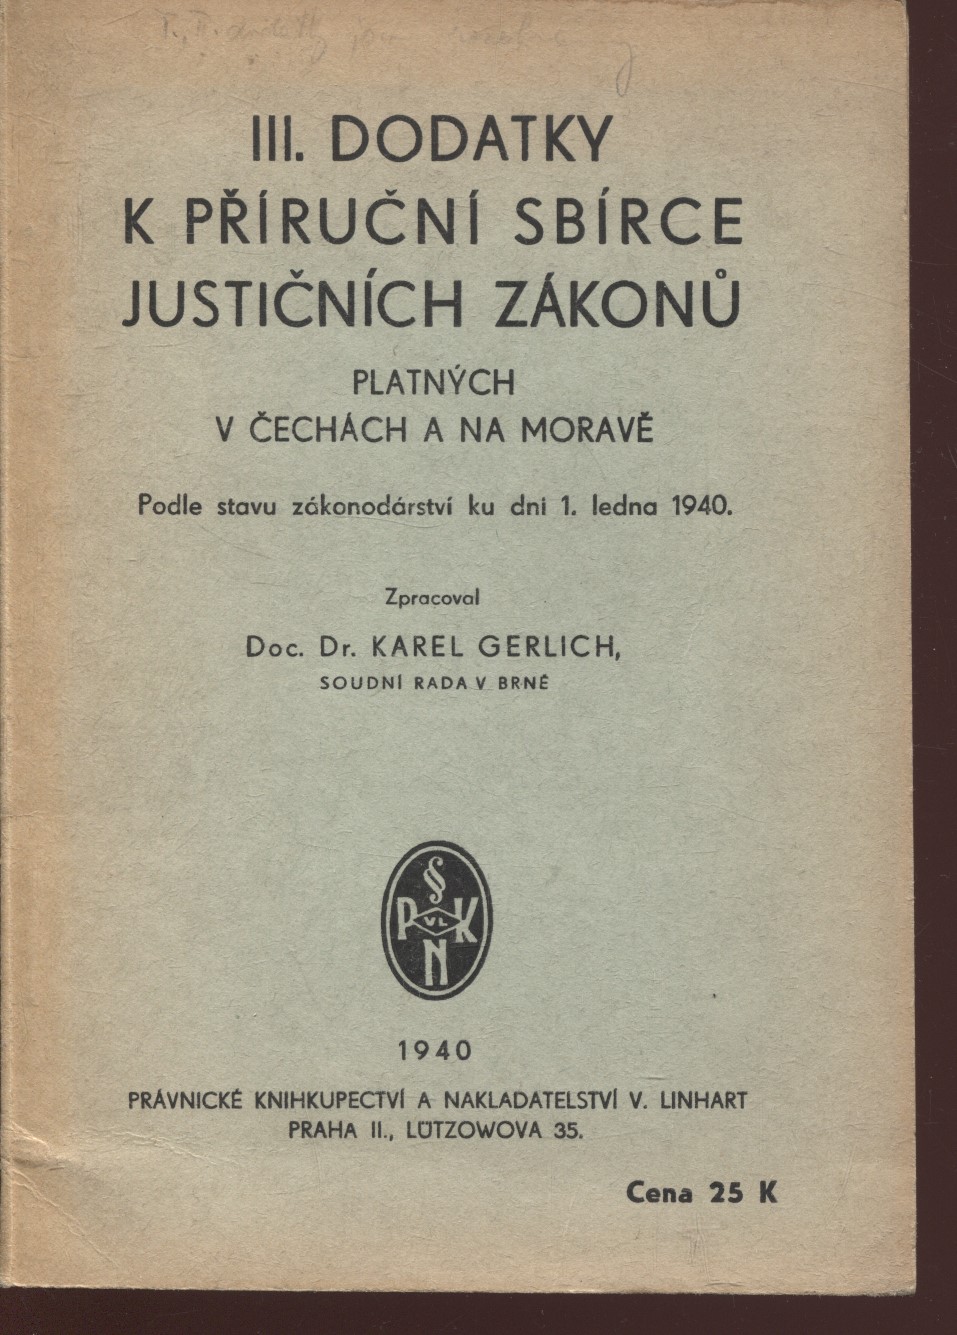 III. DODATKY
K PŘÍRUČNÍ SBÍRCE
JUSTIČNÍCH ZÁKONŮ
PLATNÝCH
V ČECHÁCH A NA MORAVĚ
Podle stavu zákonodárství ku dni 1. ledna 1940.
Zpracoval
Doc. Dr. KAREL GERLICH,
SOUDNÍ RADA V BRNĚ
§
P VL K
N
1940
PRÁVNICKÉ KNIHKUPECTVÍ A NAKLADATELSTVÍ V. LINHART
PRAHA II., LÜTZOWOVA 35.
Cena 25 K